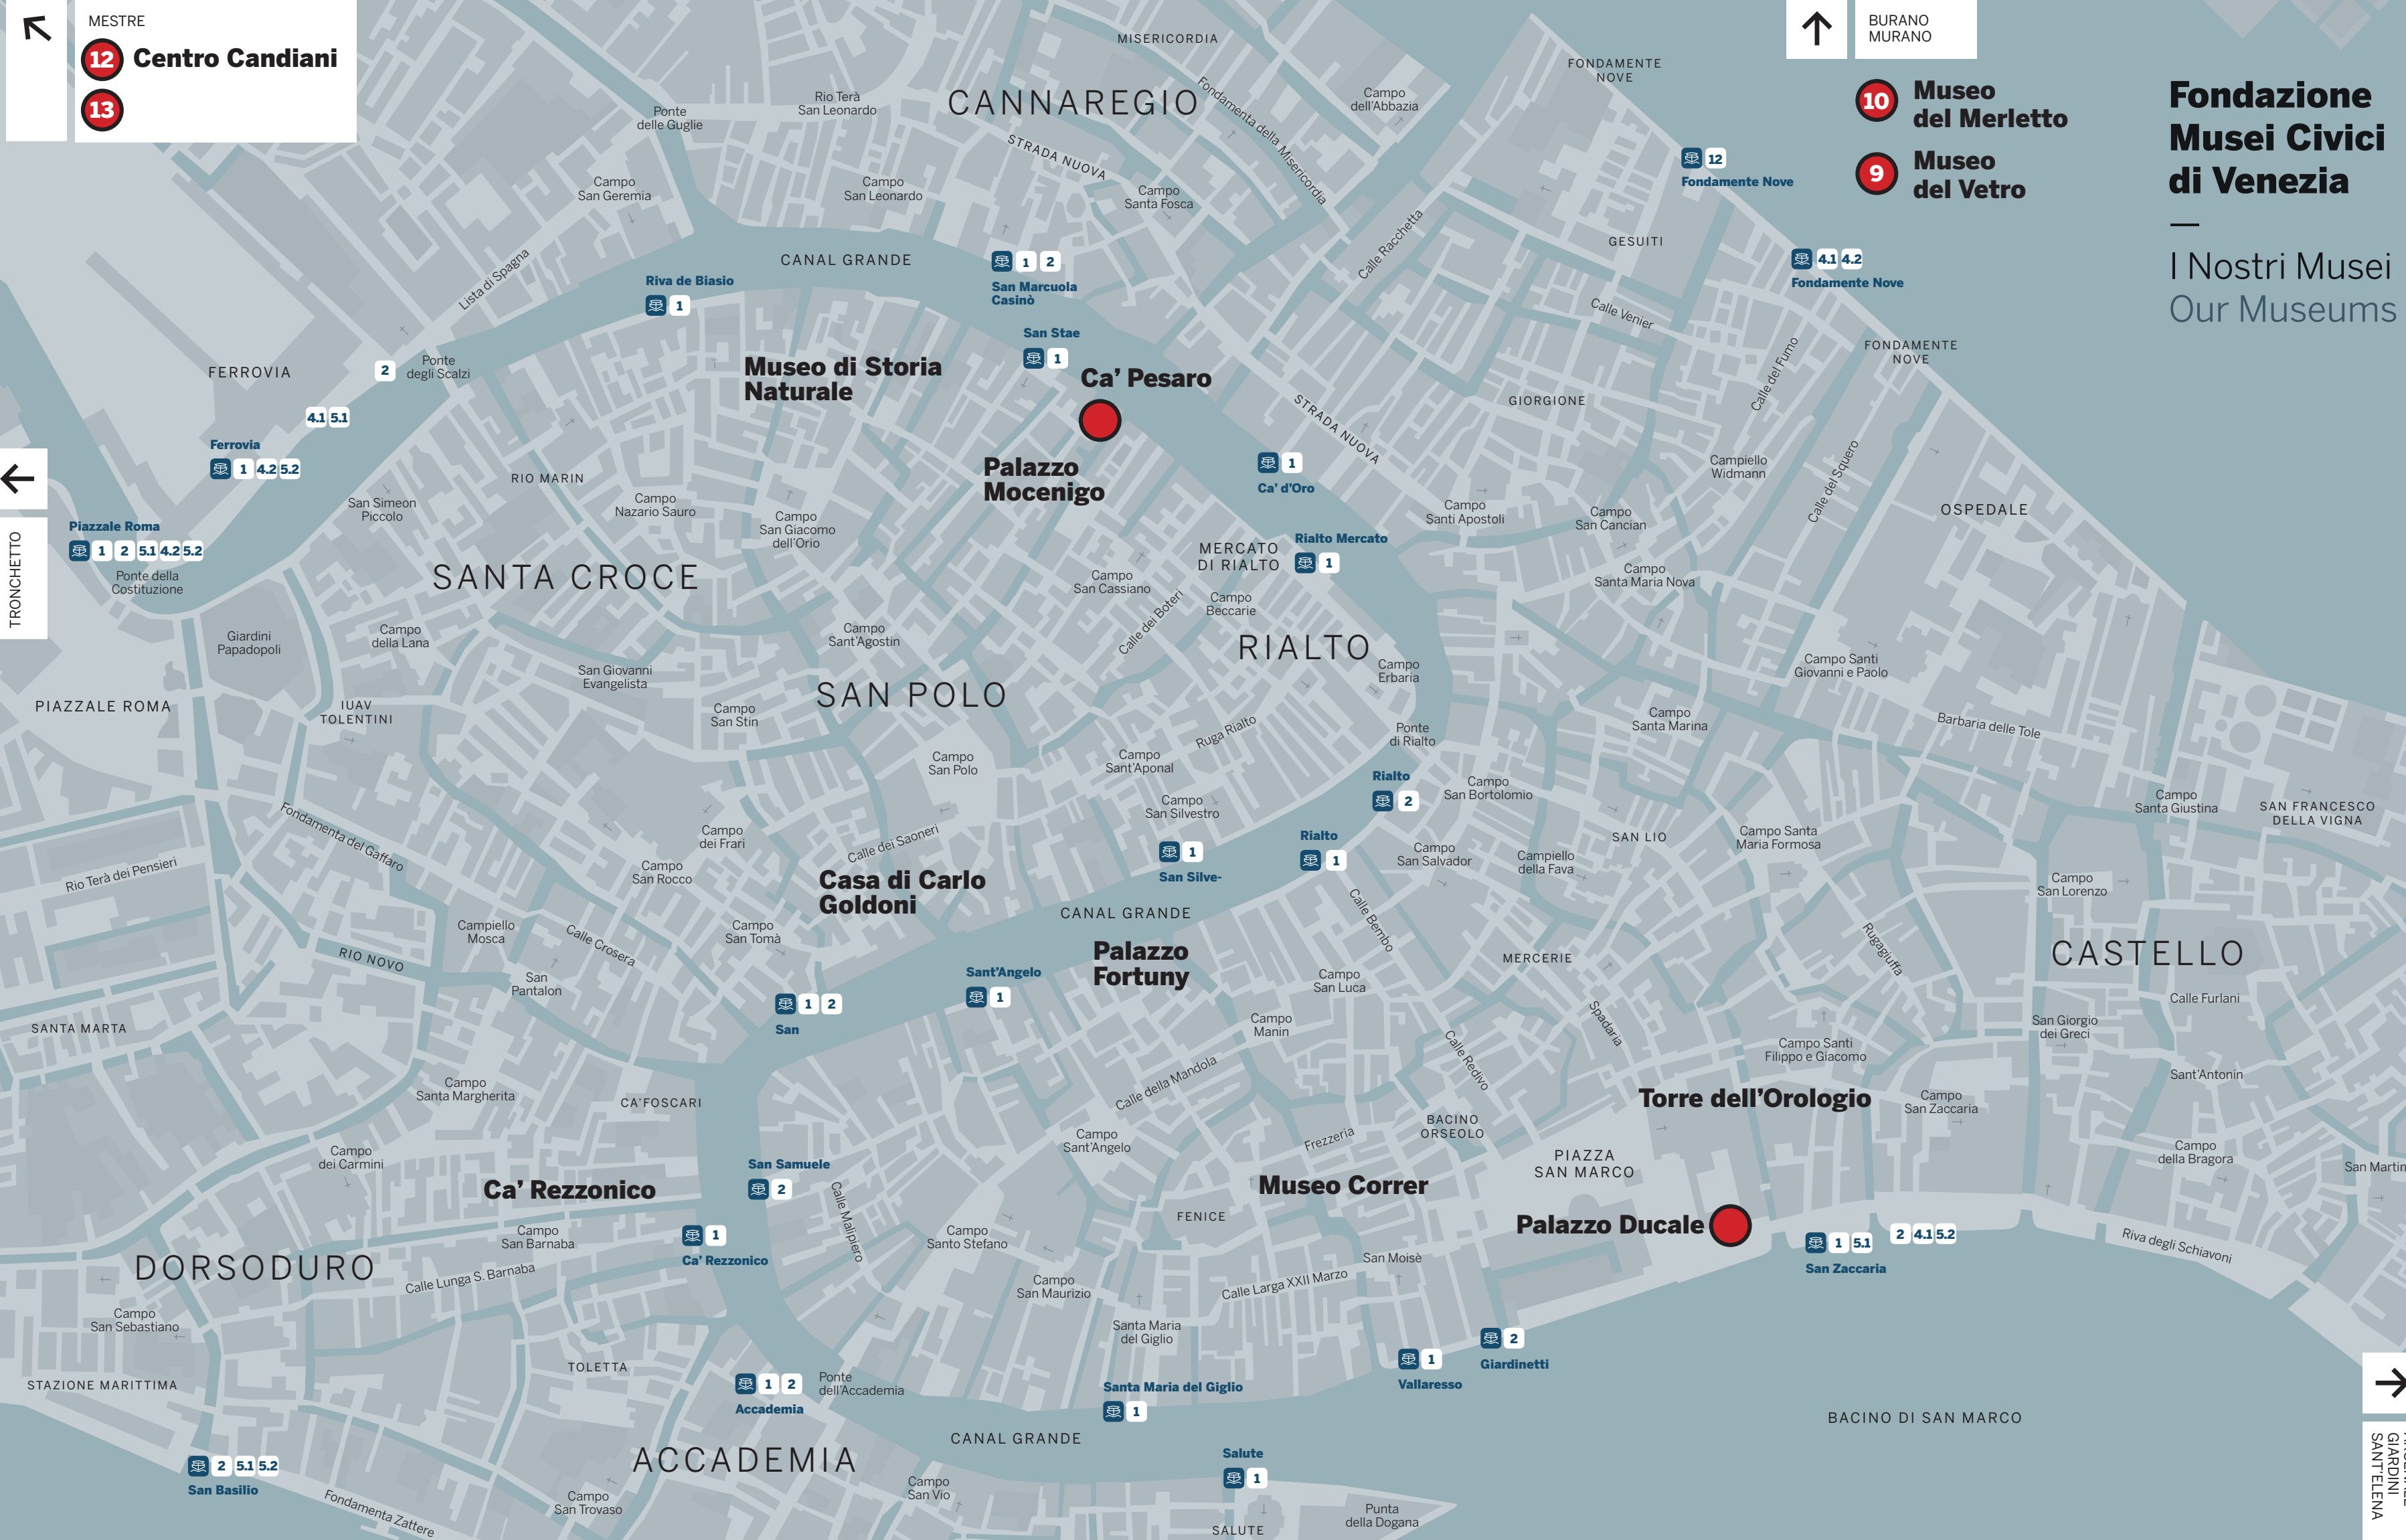 MESTRE
12 Centro Candiani
13
BURANO
MURANO
10 Museo
del Merletto
9 Museo
del Vetro
Fondazione
Musei Civici
di Venezia
—
I Nostri Musei
Our Museums
MISERICORDIA
FONDAMENTE
NOVE
CANNAREGIO
Rio Terà
San Leonardo
Ponte
delle Guglie
Campo
dell'Abbazia
Fondamenta della Misericordia
STRADA NUOVA
12
Fondamente Nove
Campo
San Geremia
Campo
San Leonardo
Campo
Santa Fosca
Calle Racchetta
GESUITI
4.1 4.2
Fondamente Nove
Lista di Spagna
CANAL GRANDE
1 2
San Marcuola
Casinò
Riva de Biasio
1
Calle Venier
San Stae
1
FONDAMENTE
NOVE
Calle del Fumo
FERROVIA
2
Ponte
degli Scalzi
Museo di Storia
Naturale
Ca' Pesaro
STRADA NUOVA
GIORGIONE
4.1 5.1
Ferrovia
1 4.2 5.2
RIO MARIN
Palazzo
Mocenigo
1
Ca' d'Oro
Campiello
Widmann
Calle del Squero
OSPEDALE
San Simeon
Piccolo
Campo
Nazario Sauro
Campo
San Giacomo
dell'Orio
Campo
Santi Apostoli
Campo
San Cancian
TRONCHETTO
Piazzale Roma
1 2 5.1 4.2 5.2
Ponte della
Costituzione
MERCATO
DI RIALTO
Rialto Mercato
1
SANTA CROCE
Campo
San Cassiano
Campo
Santa Maria Nova
Campo
Beccarie
Calle dei Boteri
Giardini
Papadopoli
Campo
della Lana
Campo
Sant'Agostin
RIALTO
San Giovanni
Evangelista
Campo
Erbaria
Campo Santi
Giovanni e Paolo
SAN POLO
PIAZZALE ROMA
IUAV
TOLENTINI
Campo
San Stin
Campo
Santa Marina
Barbaria delle Tole
Ruga Rialto
Ponte
di Rialto
Campo
San Polo
Campo
Sant'Aponal
Rialto
2
Campo
San Bortolomio
Campo
San Silvestro
Campo
Santa Giustina
SAN FRANCESCO
DELLA VIGNA
Fondamenta del Gaffaro
Campo
dei Frari
Calle dei Saoneri
Rialto
1
SAN LIO
Campo Santa
Maria Formosa
1
San Silve-
Campo
San Salvador
Campiello
della Fava
Rio Terà dei Pensieri
Campo
San Rocco
Casa di Carlo
Goldoni
Campo
San Lorenzo
CANAL GRANDE
Calle Bembo
Campiello
Mosca
Calle Crosera
Campo
San Tomà
Palazzo
Fortuny
MERCERIE
Rugagiuffa
CASTELLO
RIO NOVO
San
Pantalon
Sant'Angelo
1
Campo
San Luca
Calle Furlani
1 2
San
Campo
Manin
Spadaria
San Giorgio
dei Greci
SANTA MARTA
Calle Redivo
Campo Santi
Filippo e Giacomo
Calle della Mandola
Sant'Antonin
Campo
Santa Margherita
CA'FOSCARI
Torre dell'Orologio
Campo
San Zaccaria
BACINO
ORSEOLO
Frezzeria
Campo
Sant'Angelo
Campo
dei Carmini
PIAZZA
SAN MARCO
Campo
della Bragora
San Martin
San Samuele
2
Ca' Rezzonico
Museo Correr
Calle Malipiero
FENICE
Palazzo Ducale
Campo
San Barnaba
1
Ca' Rezzonico
Campo
Santo Stefano
1 5.1
2 4.1 5.2
San Zaccaria
Riva degli Schiavoni
DORSODURO
Calle Lunga S. Barnaba
San Moisè
Campo
San Maurizio
Calle Larga XXII Marzo
Campo
San Sebastiano
Santa Maria
del Giglio
2
Giardinetti
TOLETTA
1
Vallaresso
STAZIONE MARITTIMA
1 2
Accademia
Ponte
dell'Accademia
Santa Maria del Giglio
1
BACINO DI SAN MARCO
CANAL GRANDE
ACCADEMIA
2 5.1 5.2
San Basilio
Salute
1
Campo
San Vio
Fondamenta Zattere
Campo
San Trovaso
Punta
della Dogana
SALUTE
GIARDINI
SANT'ELENA